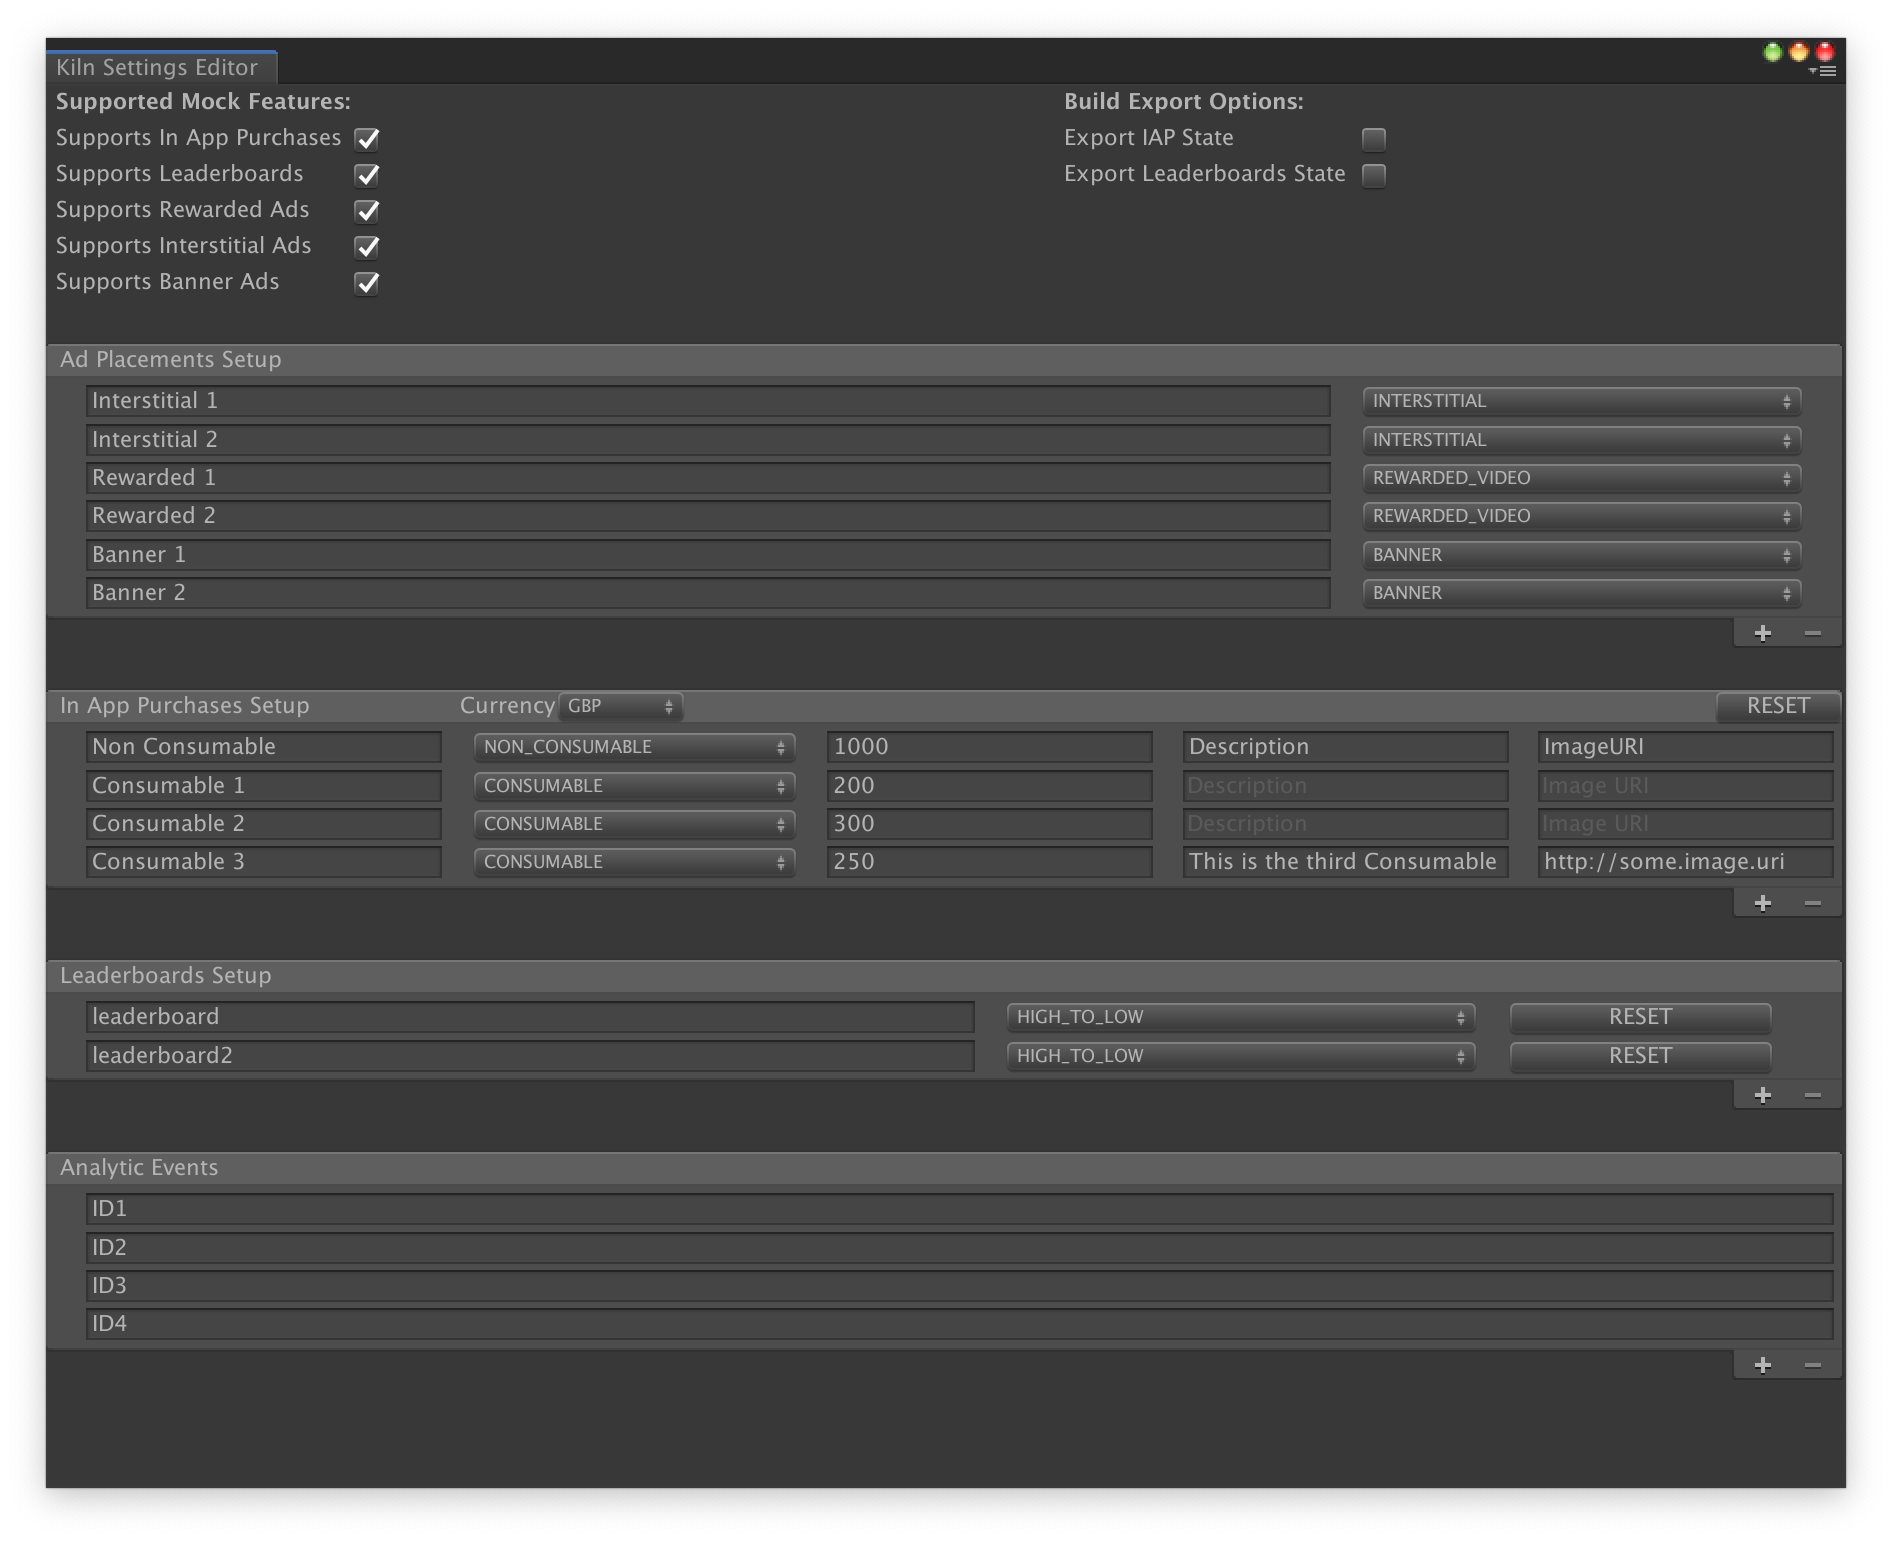 Kiln Settings Editor
Supported Mock Features:
Build Export Options:
Supports In App Purchases
Export IAP State
Supports Leaderboards
Export Leaderboards State
Supports Rewarded Ads
Supports Interstitial Ads
Supports Banner Ads
Ad Placements Setup
Interstitial 1 INTERSTITIAL
Interstitial 2 INTERSTITIAL
Rewarded 1 REWARDED_VIDEO
Rewarded 2 REWARDED_VIDEO
Banner 1 BANNER
Banner 2 BANNER
In App Purchases Setup Currency GBP RESET
Non Consumable NON_CONSUMABLE 1000 Description ImageURI
Consumable 1 CONSUMABLE 200 Description Image URI
Consumable 2 CONSUMABLE 300 Description Image URI
Consumable 3 CONSUMABLE 250 This is the third Consumable http://some.image.uri
Leaderboards Setup
leaderboard HIGH_TO_LOW RESET
leaderboard2 HIGH_TO_LOW RESET
Analytic Events
ID1
ID2
ID3
ID4